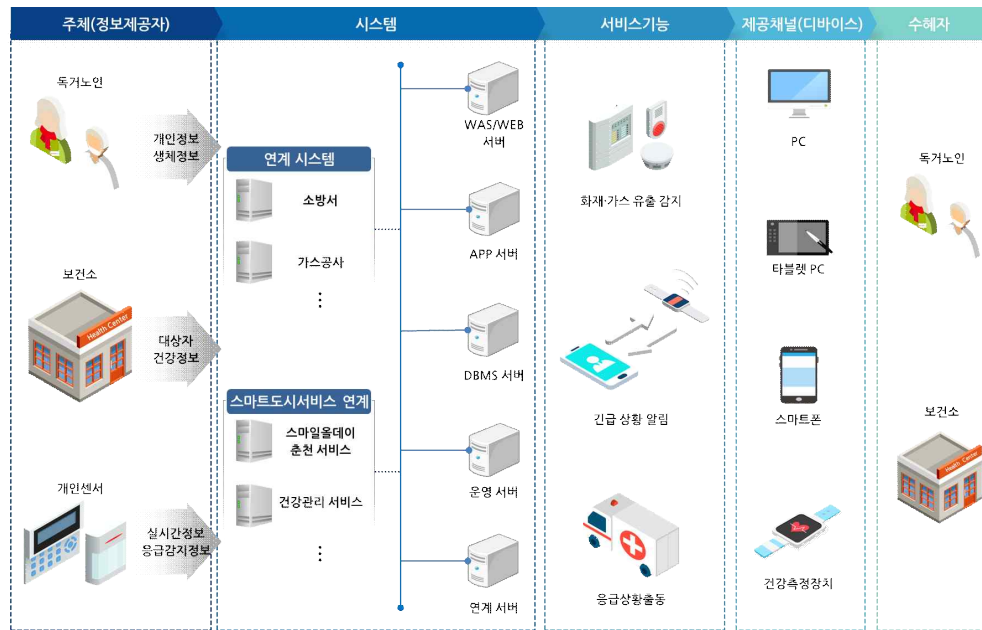 주체(정보제공자)
시스템
서비스기능
제공채널(디바이스)
수혜자
독거노인
개인정보
생체정보
보건소
Health Center
대상자
건강정보
개인센서
실시간정보
응급감지정보
연계 시스템
소방서
가스공사
⋮
스마트도시서비스 연계
스마일올데이
춘천 서비스
건강관리 서비스
⋮
WAS/WEB
서버
APP 서버
DBMS 서버
운영 서버
연계 서버
화재·가스 유출 감지
긴급 상황 알림
응급상황출동
PC
타블렛 PC
스마트폰
건강측정장치
독거노인
보건소
Health Center